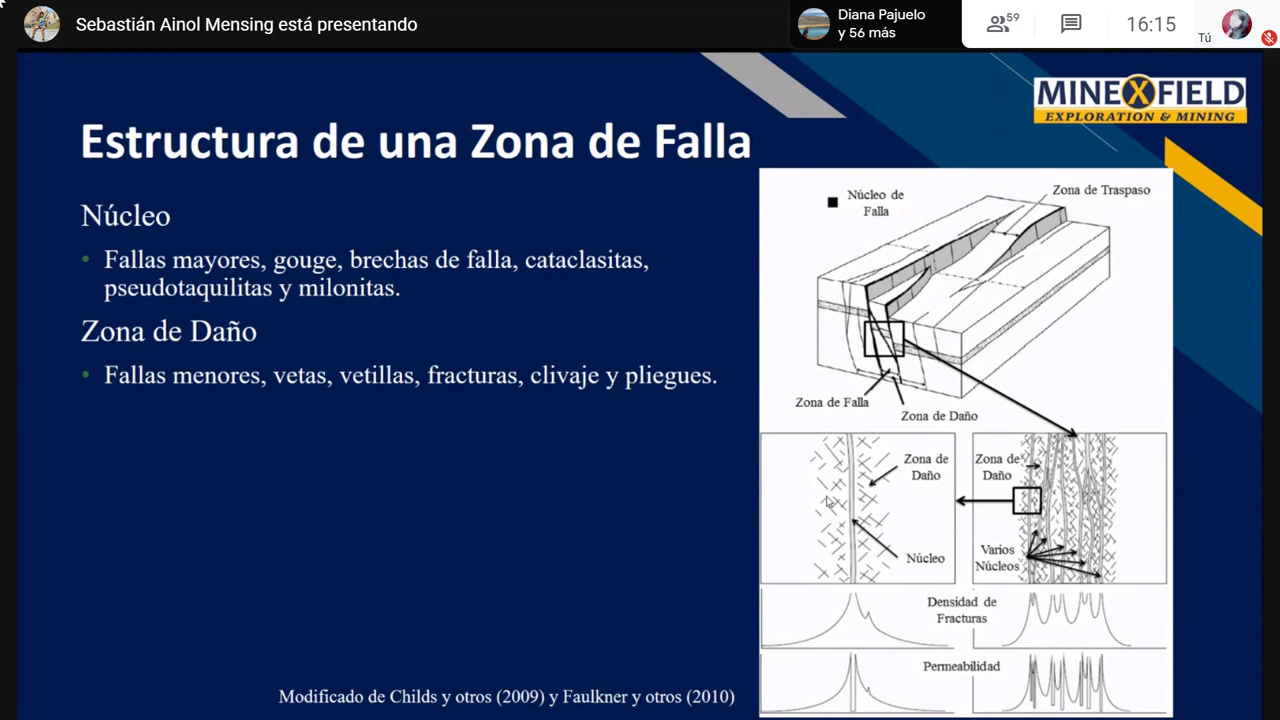 Sebastián Ainol Mensing está presentando
Diana Pajuelo
y 56 más
59
16:15
Tú
MINEXFIELD
EXPLORATION & MINING
Estructura de una Zona de Falla
Núcleo
• Fallas mayores, gouge, brechas de falla, cataclasitas,
pseudotaquilitas y milonitas.
Zona de Daño
• Fallas menores, vetas, vetillas, fracturas, clivaje y pliegues.
Núcleo de
Falla
Zona de Traspaso
Zona de Falla
Zona de Daño
Zona de
Daño
Núcleo
Zona de
Daño
Varios
Núcleos
Densidad de
Fracturas
Permeabilidad
Modificado de Childs y otros (2009) y Faulkner y otros (2010)